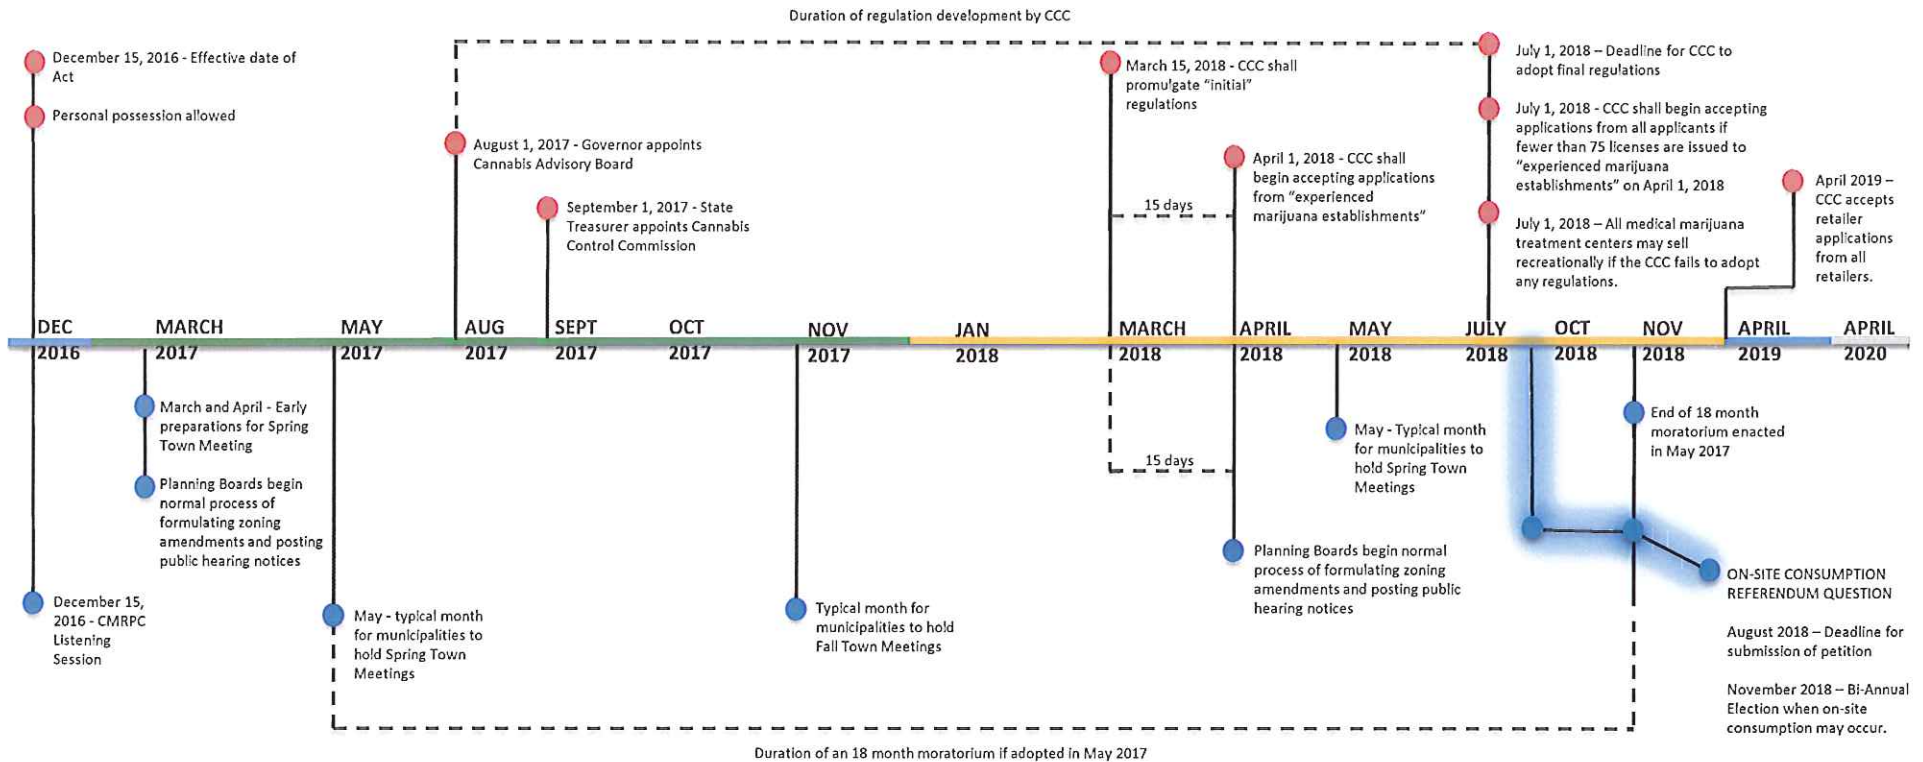 Duration of regulation development by CCC
December 15, 2016 - Effective date of
Act
Personal possession allowed
August 1, 2017 - Governor appoints
Cannabis Advisory Board
September 1, 2017 - State
Treasurer appoints Cannabis
Control Commission
March 15, 2018 - CCC shall
promulgate “initial”
regulations
15 days
April 1, 2018 - CCC shall
begin accepting applications
from “experienced
marijuana establishments”
July 1, 2018 – Deadline for CCC to
adopt final regulations
July 1, 2018 - CCC shall begin accepting
applications from all applicants if
fewer than 75 licenses are issued to
“experienced marijuana
establishments” on April 1, 2018
July 1, 2018 – All medical marijuana
treatment centers may sell
recreationally if the CCC fails to adopt
any regulations.
April 2019 –
CCC accepts
retailer
applications
from all
retailers.
DEC
2016
MARCH
2017
MAY
2017
AUG
2017
SEPT
2017
OCT
2017
NOV
2017
JAN
2018
MARCH
2018
APRIL
2018
MAY
2018
JULY
2018
OCT
2018
NOV
2018
APRIL
2019
APRIL
2020
March and April - Early
preparations for Spring
Town Meeting
Planning Boards begin
normal process of
formulating zoning
amendments and posting
public hearing notices
December 15,
2016 - CMRPC
Listening
Session
May - typical month
for municipalities to
hold Spring Town
Meetings
Typical month for
municipalities to hold
Fall Town Meetings
15 days
Planning Boards begin normal
process of formulating zoning
amendments and posting public
hearing notices
May - Typical month
for municipalities to
hold Spring Town
Meetings
End of 18 month
moratorium enacted
in May 2017
ON-SITE CONSUMPTION
REFERENDUM QUESTION
August 2018 – Deadline for
submission of petition
November 2018 – Bi-Annual
Election when on-site
consumption may occur.
Duration of an 18 month moratorium if adopted in May 2017